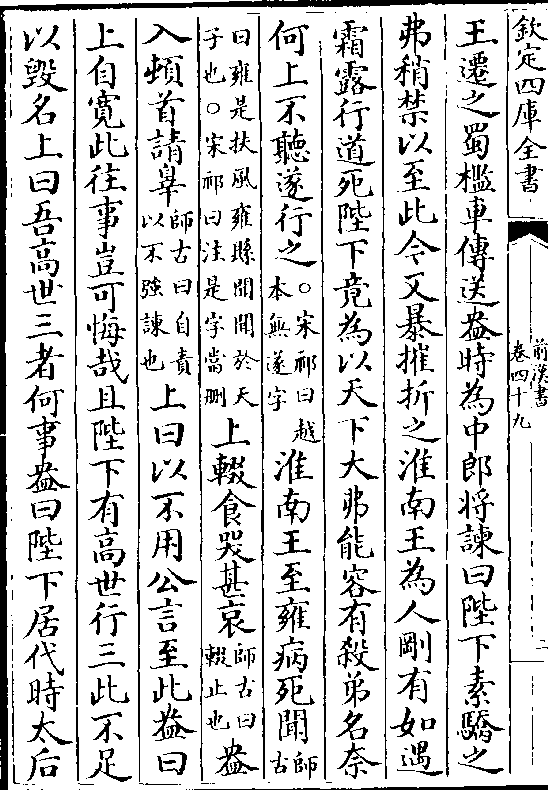 欽定四庫全書
前漢書
卷四十九
二
王遷之蜀檻車傳送盎時為中郎將諫曰陛下素驕之
弗稍禁以至此今又暴摧折之淮南王為人剛有如遇
霜露行道死陛下竟為以天下大弗能容有殺弟名奈
何上不聽遂行之○宋祁曰越本無遂字淮南王至雍病死聞師古
曰雍是扶風雍縣聞聞於天子也○宋祁曰注是字當刪上輟食哭甚哀師古曰輟止也盎
入頓首請辠師古曰自責以不強諫也上曰以不用公言至此盎曰
上自寛此往事豈可悔哉且陛下有髙世行三此不足
以毀名上曰吾髙世三者何事盎曰陛下居代時太后